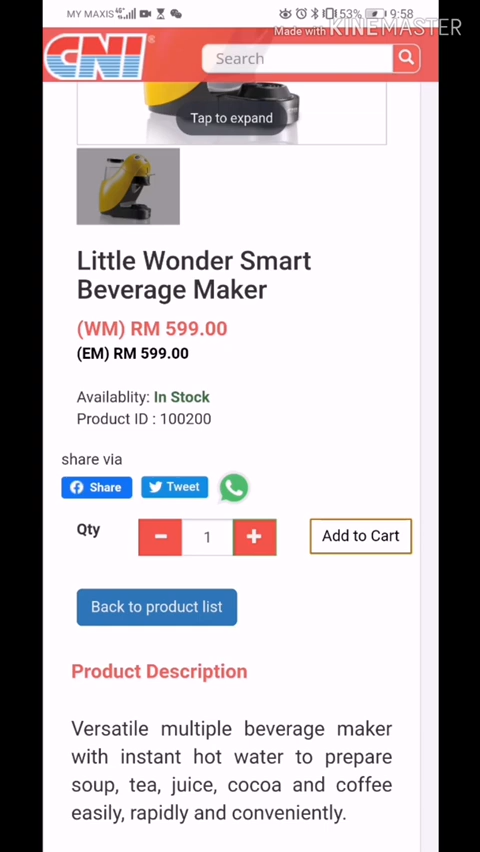 MY MAXIS 4G 53% 9:58
Made with KINEMASTER
CNI
Search
Tap to expand
Little Wonder Smart
Beverage Maker
(WM) RM 599.00
(EM) RM 599.00
Availablity: In Stock
Product ID : 100200
share via
Share Tweet
Qty 1 Add to Cart
Back to product list
Product Description
Versatile multiple beverage maker
with instant hot water to prepare
soup, tea, juice, cocoa and coffee
easily, rapidly and conveniently.